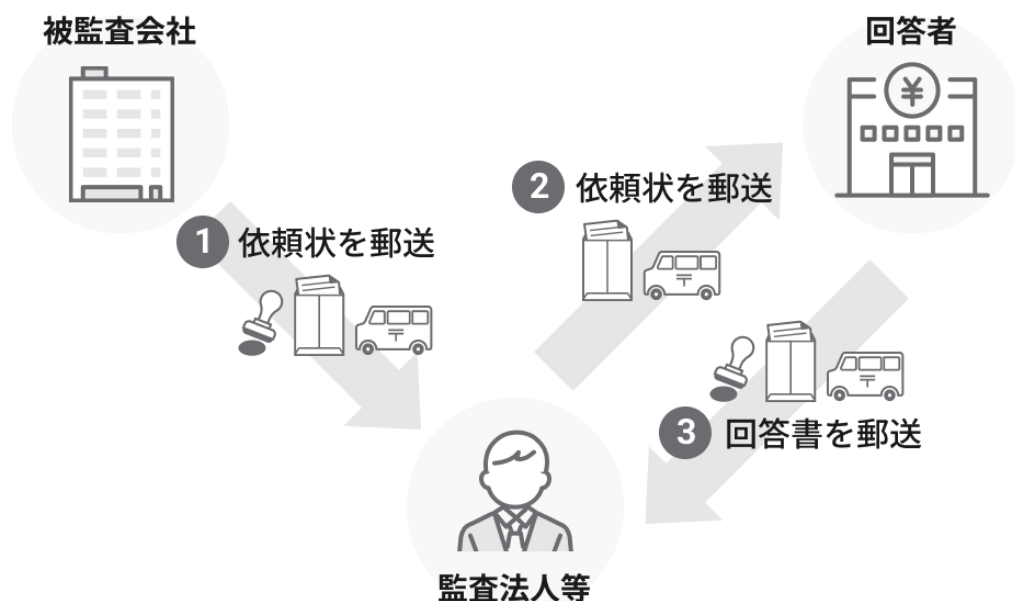 被監査会社
回答者
¥
1 依頼状を郵送
2 依頼状を郵送
〒
〒
3 回答書を郵送
〒
監査法人等